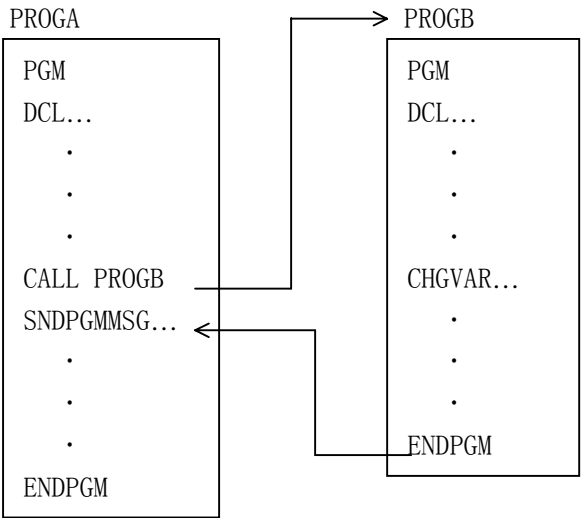 PROGA
PGM
DCL...
.
.
.
CALL PROGB
SNDPGMMSG...
.
.
.
ENDPGM
PROGB
PGM
DCL...
.
.
.
CHGVAR...
.
.
.
ENDPGM